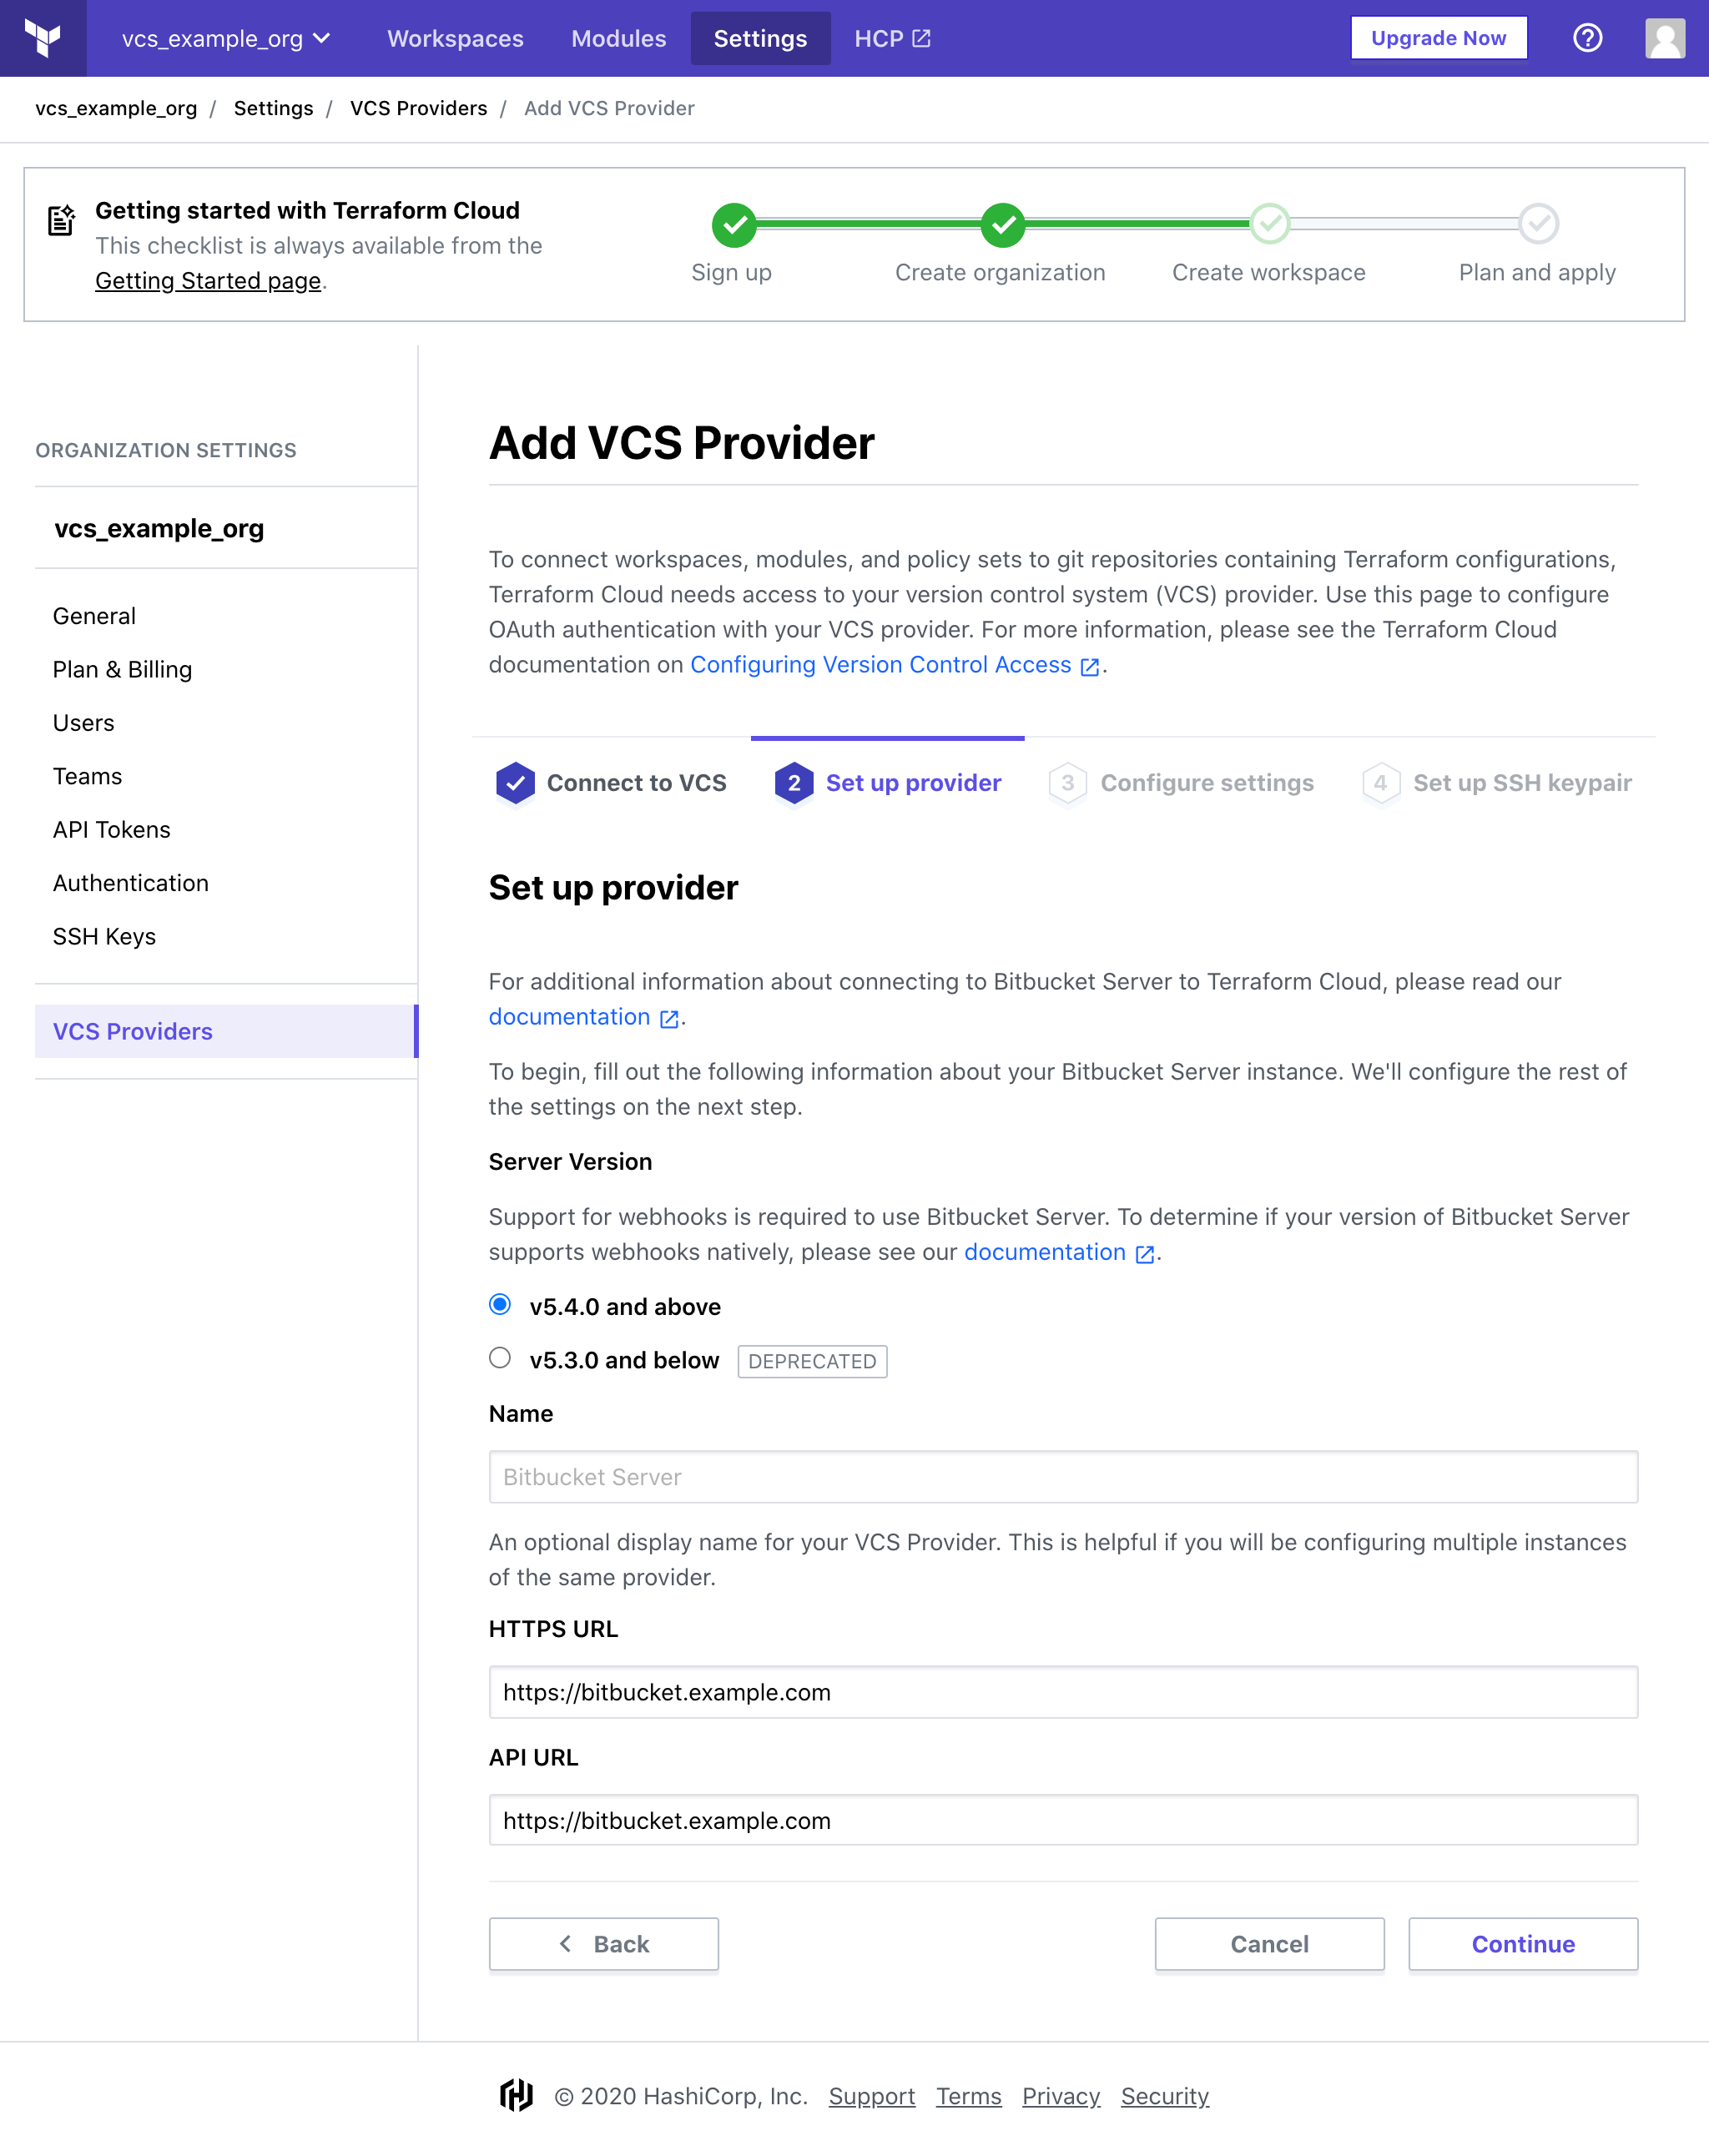 vcs_example_org Workspaces Modules Settings HCP Upgrade Now
vcs_example_org / Settings / VCS Providers / Add VCS Provider
Getting started with Terraform Cloud
This checklist is always available from the
Getting Started page.
Sign up Create organization Create workspace Plan and apply
ORGANIZATION SETTINGS
vcs_example_org
General
Plan & Billing
Users
Teams
API Tokens
Authentication
SSH Keys
VCS Providers
Add VCS Provider
To connect workspaces, modules, and policy sets to git repositories containing Terraform configurations,
Terraform Cloud needs access to your version control system (VCS) provider. Use this page to configure
OAuth authentication with your VCS provider. For more information, please see the Terraform Cloud
documentation on Configuring Version Control Access .
Connect to VCS 2 Set up provider 3 Configure settings 4 Set up SSH keypair
Set up provider
For additional information about connecting to Bitbucket Server to Terraform Cloud, please read our
documentation .
To begin, fill out the following information about your Bitbucket Server instance. We'll configure the rest of
the settings on the next step.
Server Version
Support for webhooks is required to use Bitbucket Server. To determine if your version of Bitbucket Server
supports webhooks natively, please see our documentation .
v5.4.0 and above
v5.3.0 and below DEPRECATED
Name
Bitbucket Server
An optional display name for your VCS Provider. This is helpful if you will be configuring multiple instances
of the same provider.
HTTPS URL
https://bitbucket.example.com
API URL
https://bitbucket.example.com
Back Cancel Continue
© 2020 HashiCorp, Inc. Support Terms Privacy Security